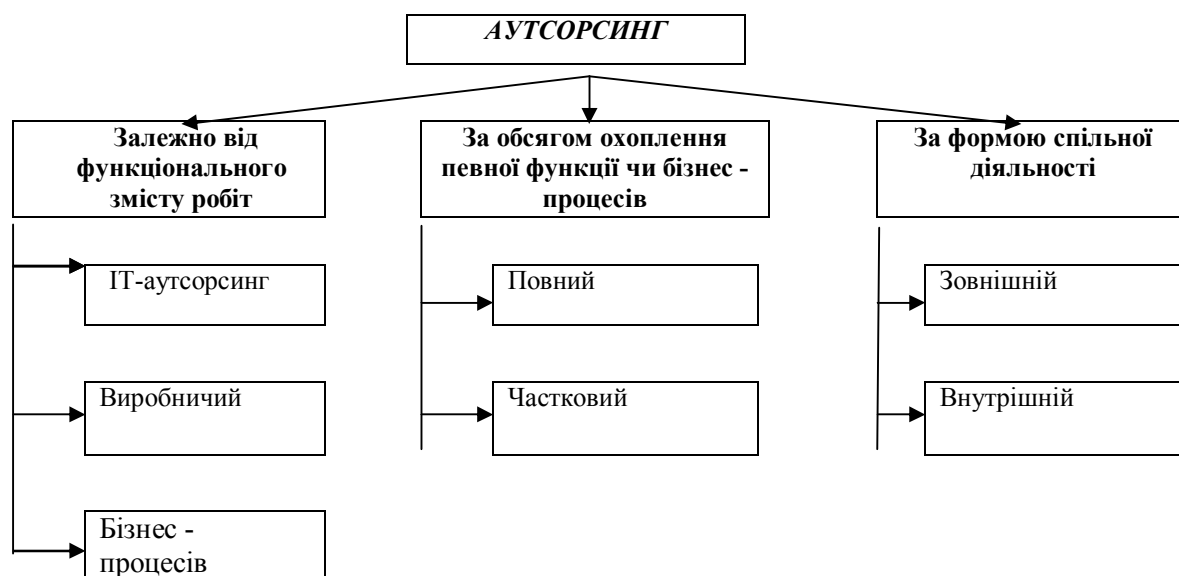 АУТСОРСИНГ
Залежно від
функціонального
змісту робіт
За обсягом охоплення
певної функції чи бізнес -
процесів
За формою спільної
діяльності
ІТ-аутсорсинг
Повний
Зовнішній
Виробничий
Частковий
Внутрішній
Бізнес -
процесів